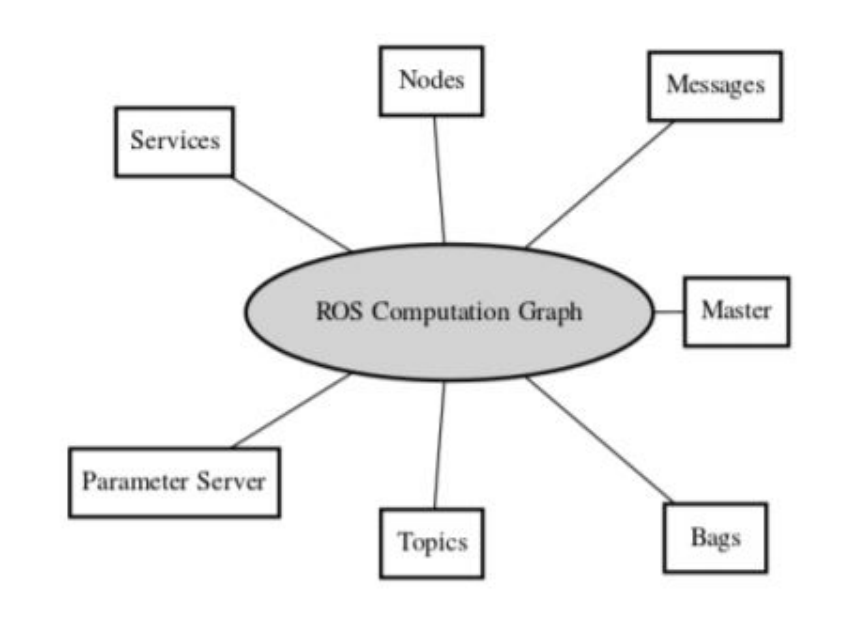 Nodes
Messages
Services
ROS Computation Graph
Master
Parameter Server
Topics
Bags